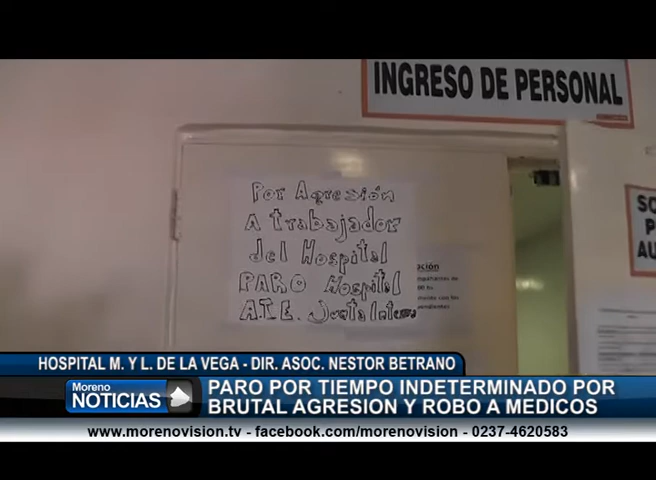 INGRESO DE PERSONAL
Por Agresión
A trabajador
del Hospital
PARO Hospital
A.T.E. Junta Interna
HOSPITAL M. Y L. DE LA VEGA - DIR. ASOC. NESTOR BETRANO
Moreno
NOTICIAS
PARO POR TIEMPO INDETERMINADO POR
BRUTAL AGRESION Y ROBO A MEDICOS
www.morenovision.tv - facebook.com/morenovision - 0237-4620583